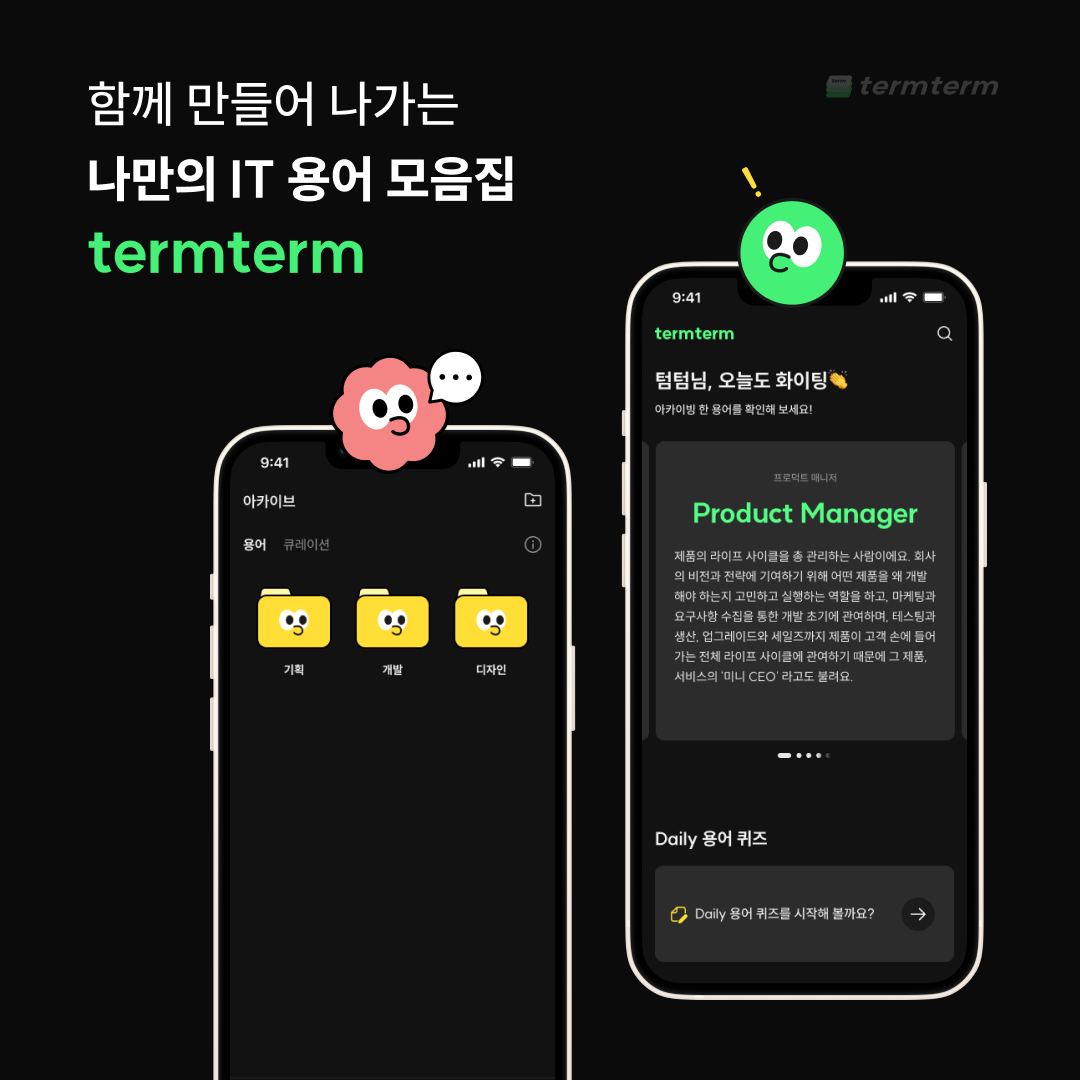 함께 만들어 나가는
나만의 IT 용어 모음집
termterm
termterm
9:41
아카이브
용어 큐레이션
기획 개발 디자인
9:41
termterm
텀텀님, 오늘도 화이팅👏
아카이빙 한 용어를 확인해 보세요!
프로덕트 매니저
Product Manager
제품의 라이프 사이클을 총 관리하는 사람이에요. 회사
의 비전과 전략에 기여하기 위해 어떤 제품을 왜 개발
해야 하는지 고민하고 실행하는 역할을 하고, 마케팅과
요구사항 수집을 통한 개발 초기에 관여하며, 테스팅과
생산, 업그레이드와 세일즈까지 제품이 고객 손에 들어
가는 전체 라이프 사이클에 관여하기 때문에 그 제품,
서비스의 '미니 CEO' 라고도 불려요.
Daily 용어 퀴즈
Daily 용어 퀴즈를 시작해 볼까요?